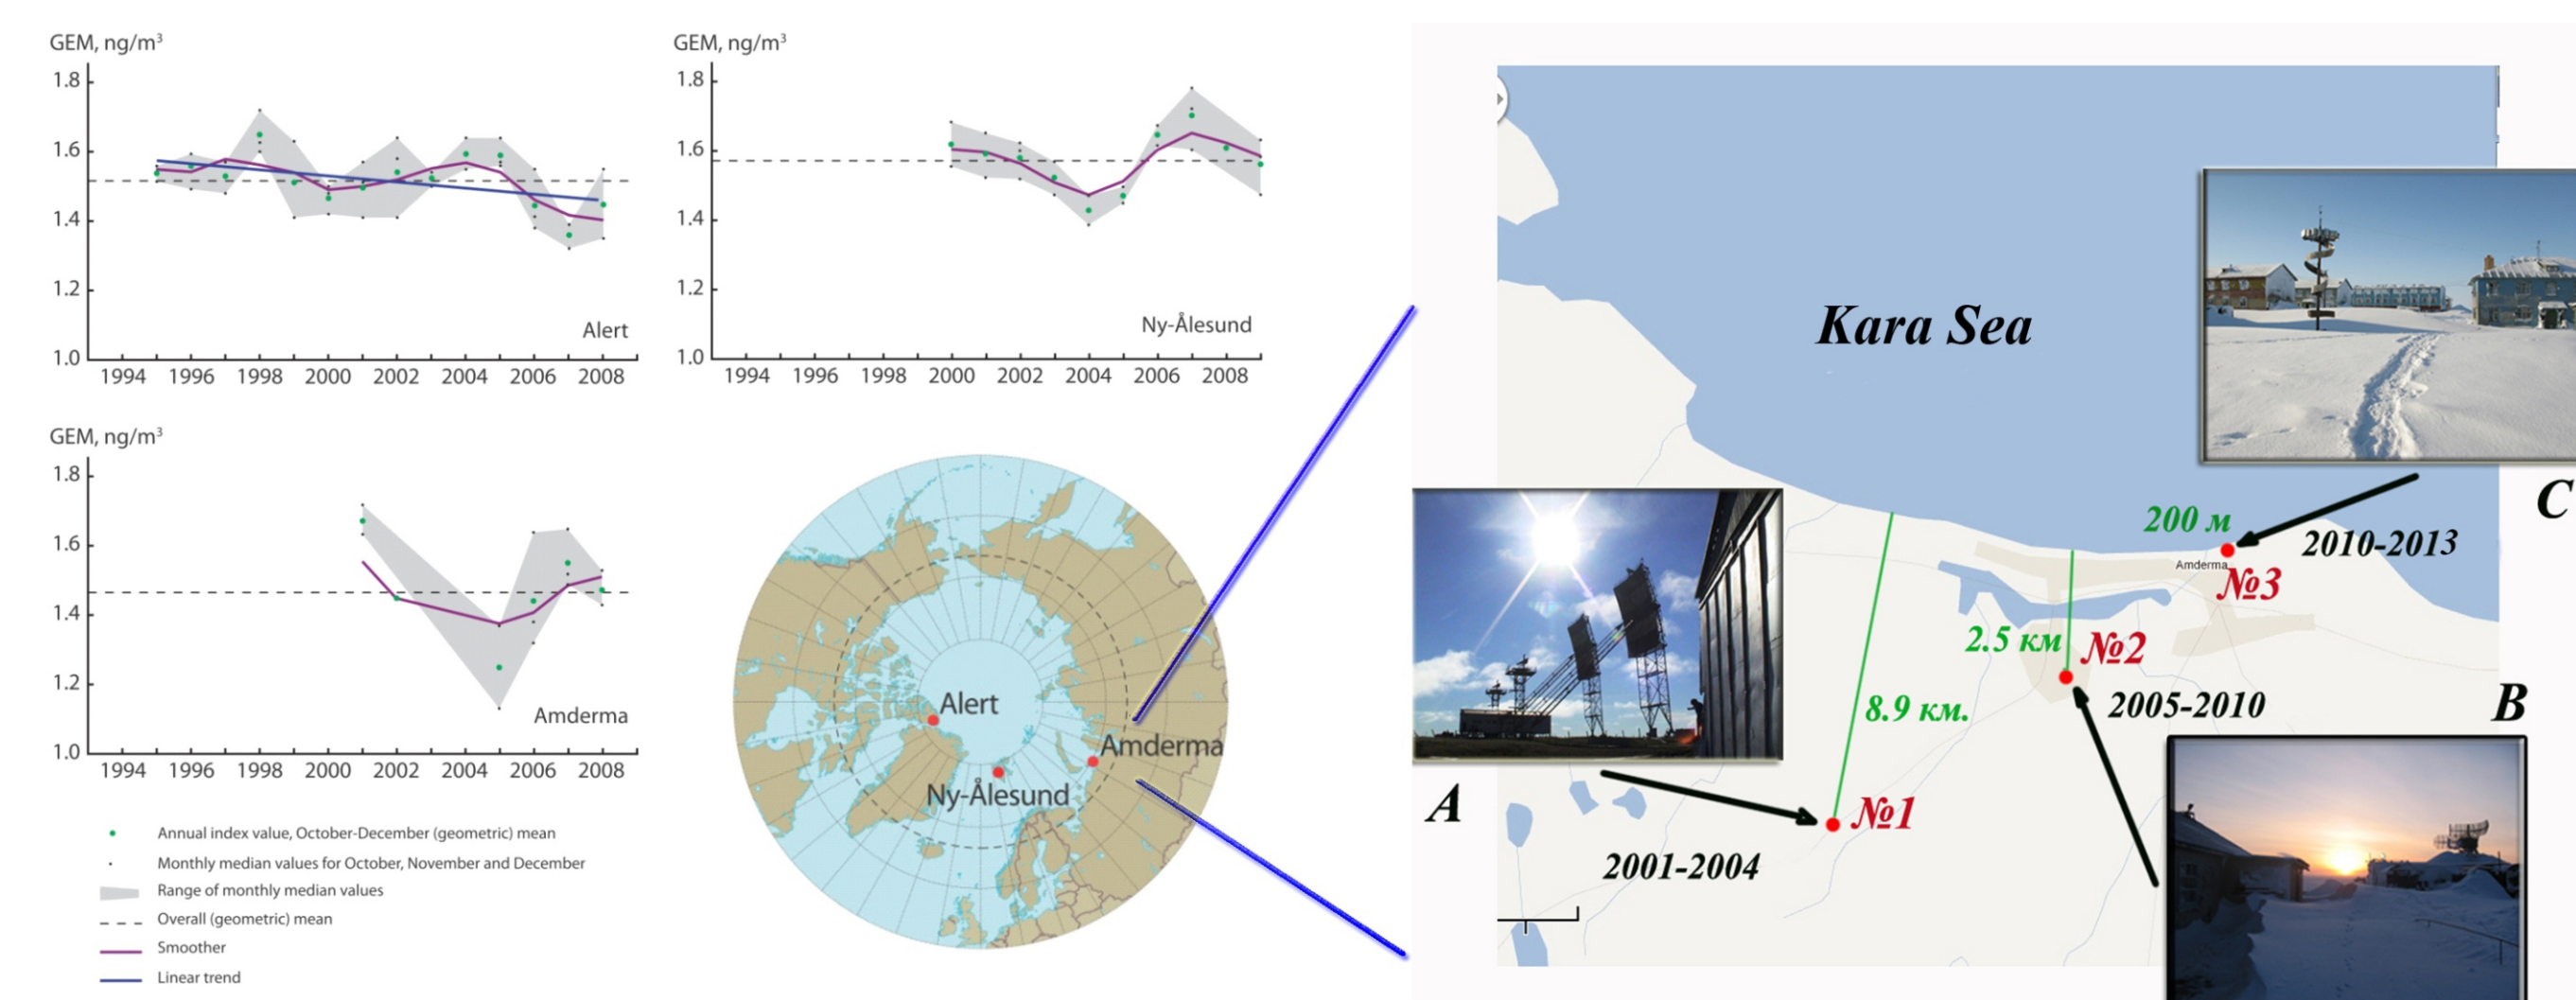 GEM, ng/m³
1.8
1.6
1.4
1.2
1.0
Alert
1994 1996 1998 2000 2002 2004 2006 2008
GEM, ng/m³
1.8
1.6
1.4
1.2
1.0
Ny-Ålesund
1994 1996 1998 2000 2002 2004 2006 2008
GEM, ng/m³
1.8
1.6
1.4
1.2
1.0
Amderma
1994 1996 1998 2000 2002 2004 2006 2008
Annual index value, October-December (geometric) mean
Monthly median values for October, November and December
Range of monthly median values
Overall (geometric) mean
Smoother
Linear trend
Alert
Amderma
Ny-Ålesund
Kara Sea
C
200 м
2010-2013
Amderma
№3
2.5 км
№2
2005-2010
B
8.9 км.
A
№1
2001-2004